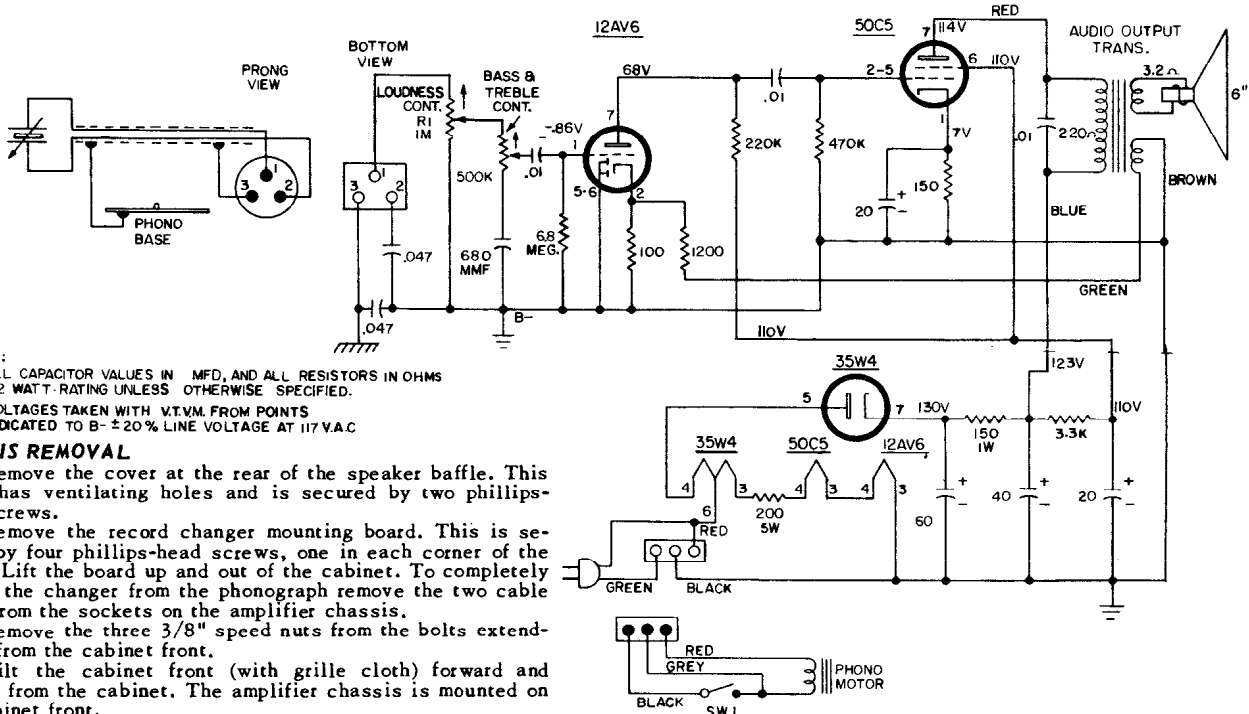 12AV6
50C5
RED
7
114V
AUDIO OUTPUT
TRANS.
BOTTOM
VIEW
PRONG
VIEW
68V
2-5
6
110V
3.2Ω
6"
LOUDNESS
CONT.
R1
1M
BASS &
TREBLE
CONT.
.01
1
7V
-.86V
7
1
220K
470K
.01
220Ω
1
3
2
3
1
2
500K
.01
5-6
2
150
20
+
-
BROWN
BLUE
PHONO
BASE
.047
680
MMF
6.8
MEG.
100
1200
GREEN
.047
B-
110V
:
L CAPACITOR VALUES IN MFD, AND ALL RESISTORS IN OHMS
2 WATT-RATING UNLESS OTHERWISE SPECIFIED.
OLTAGES TAKEN WITH V.T.V.M. FROM POINTS
DICATED TO B- ±20% LINE VOLTAGE AT 117 V.A.C
35W4
123V
5
7
130V
110V
150
1W
3.3K
IS REMOVAL
emove the cover at the rear of the speaker baffle. This
has ventilating holes and is secured by two phillips-
crews.
emove the record changer mounting board. This is se-
by four phillips-head screws, one in each corner of the
Lift the board up and out of the cabinet. To completely
the changer from the phonograph remove the two cable
rom the sockets on the amplifier chassis.
emove the three 3/8" speed nuts from the bolts extend-
from the cabinet front.
ilt the cabinet front (with grille cloth) forward and
from the cabinet. The amplifier chassis is mounted on
binet front.
35W4
50C5
12AV6
4
3
4
3
4
3
6
200
5W
RED
60
+
-
40
+
-
20
+
-
GREEN
BLACK
RED
GREY
BLACK
SW.1
PHONO
MOTOR